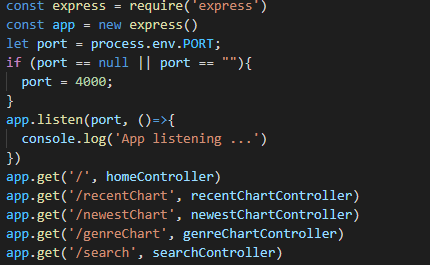 const express = require('express')
const app = new express()
let port = process.env.PORT;
if (port == null || port == ""){
  port = 4000;
}
app.listen(port, ()=>{
  console.log('App listening ...')
})
app.get('/', homeController)
app.get('/recentChart', recentChartController)
app.get('/newestChart', newestChartController)
app.get('/genreChart', genreChartController)
app.get('/search', searchController)